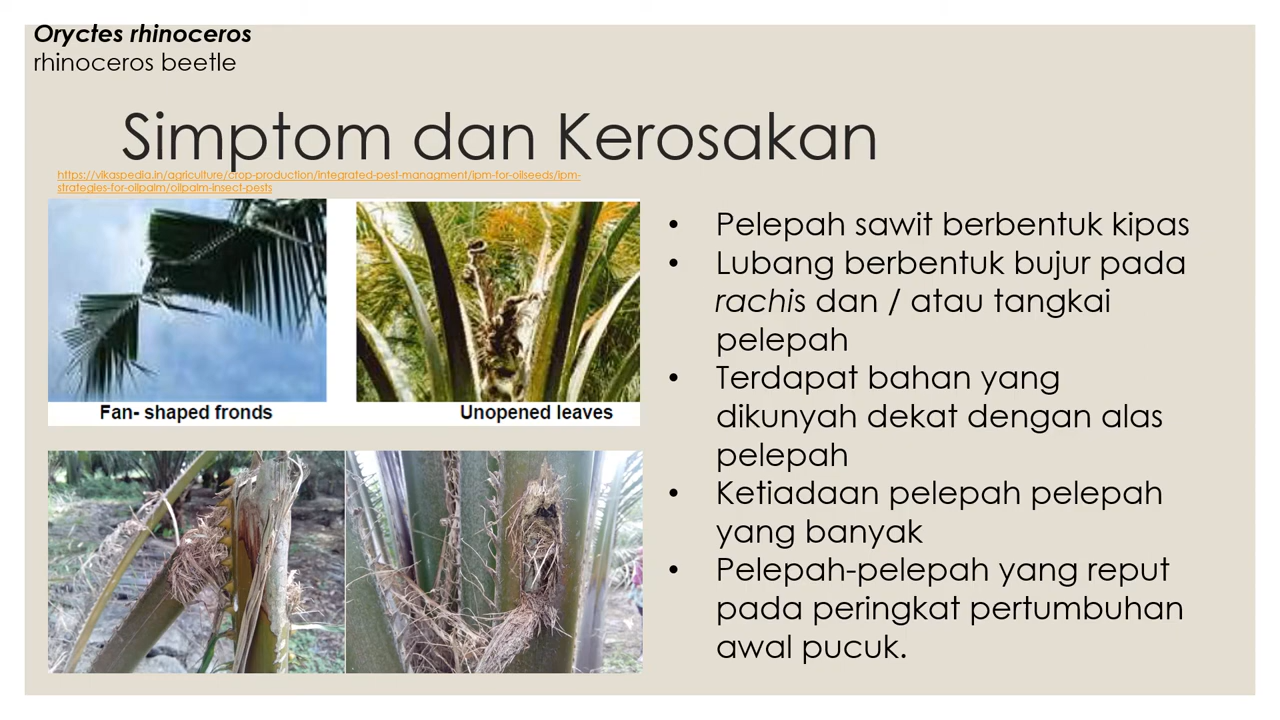 Oryctes rhinoceros
rhinoceros beetle
Simptom dan Kerosakan
https://vikaspedia.in/agriculture/crop-production/integrated-pest-managment/ipm-for-oilseeds/ipm-
strategies-for-oilpalm/oilpalm-insect-pests
Fan- shaped fronds
Unopened leaves
• Pelepah sawit berbentuk kipas
• Lubang berbentuk bujur pada
rachis dan / atau tangkai
pelepah
• Terdapat bahan yang
dikunyah dekat dengan alas
pelepah
• Ketiadaan pelepah pelepah
yang banyak
• Pelepah-pelepah yang reput
pada peringkat pertumbuhan
awal pucuk.